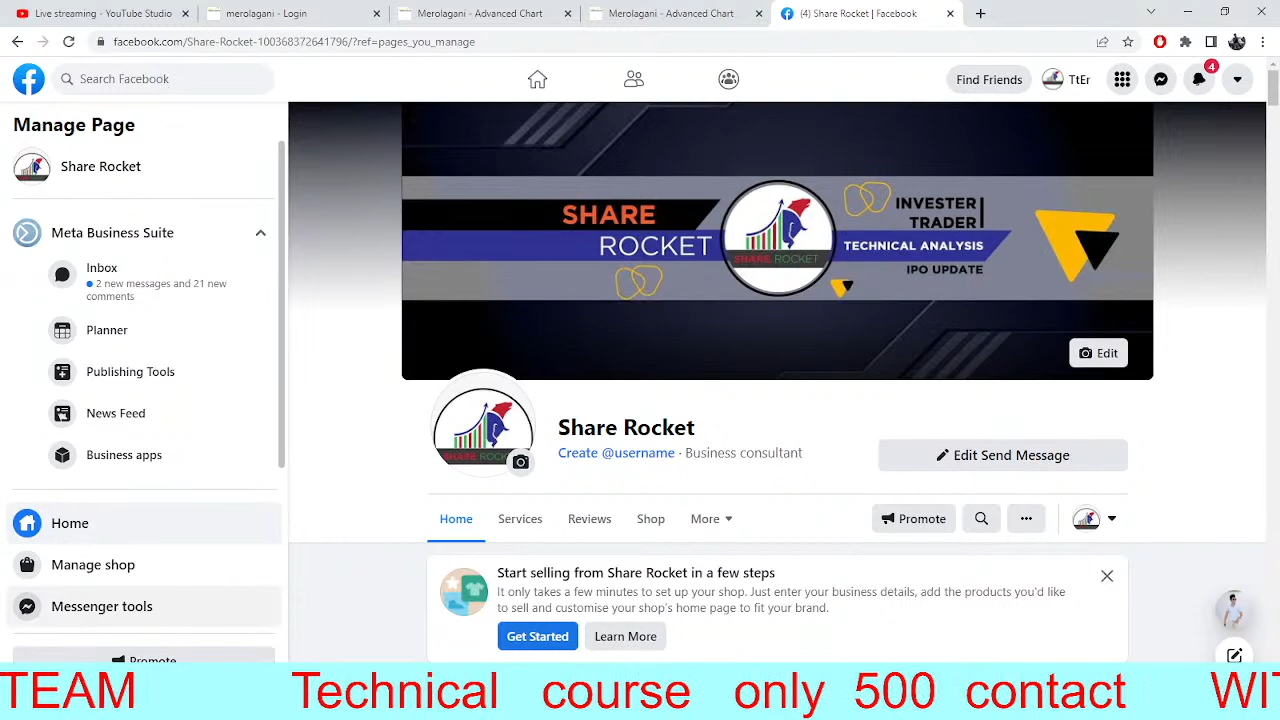 Live streaming - YouTube Studio
merolagani - Login
Merolagani - Advanced Chart
Merolagani - Advanced Chart
(4) Share Rocket | Facebook
facebook.com/Share-Rocket-100368372641796/?ref=pages_you_manage
Search Facebook
Find Friends
TtEr
4
Manage Page
Share Rocket
Meta Business Suite
Inbox
2 new messages and 21 new
comments
Planner
Publishing Tools
News Feed
Business apps
Home
Manage shop
Messenger tools
Promote
SHARE
ROCKET
SHARE ROCKET
INVESTER
TRADER
TECHNICAL ANALYSIS
IPO UPDATE
Edit
SHARE ROCKET
Share Rocket
Create @username · Business consultant
Edit Send Message
Home Services Reviews Shop More
Promote
Start selling from Share Rocket in a few steps
It only takes a few minutes to set up your shop. Just enter your business details, add the products you'd like
to sell and customise your shop's home page to fit your brand.
Get Started
Learn More
TEAM Technical course only 500 contact WIT